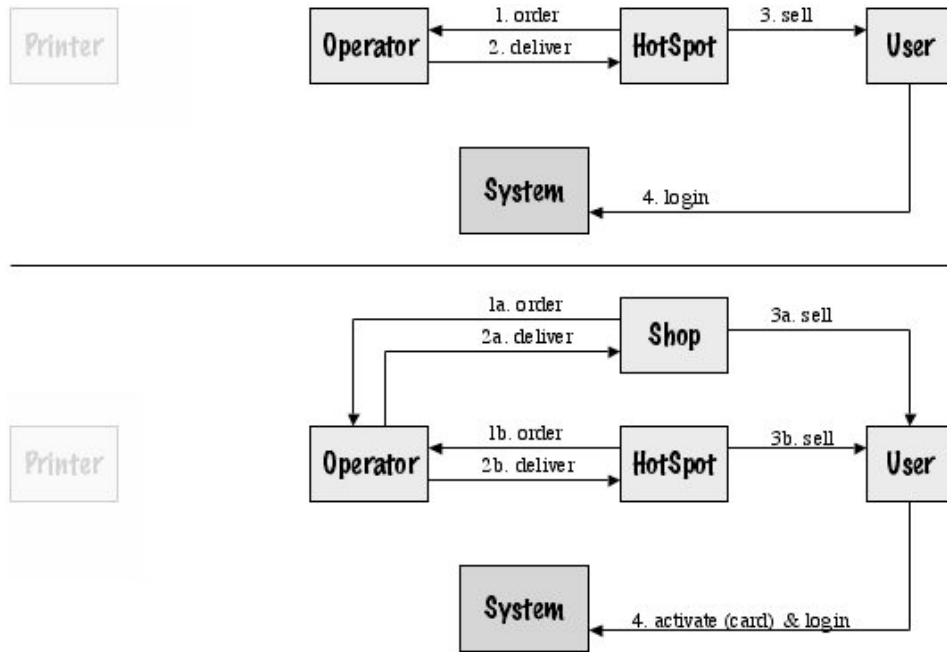 1. order
3. sell
Printer
Operator
HotSpot
User
2. deliver
System
4. login
1a. order
3a. sell
Shop
2a. deliver
1b. order
3b. sell
Printer
Operator
HotSpot
User
2b. deliver
System
4. activate (card) & login